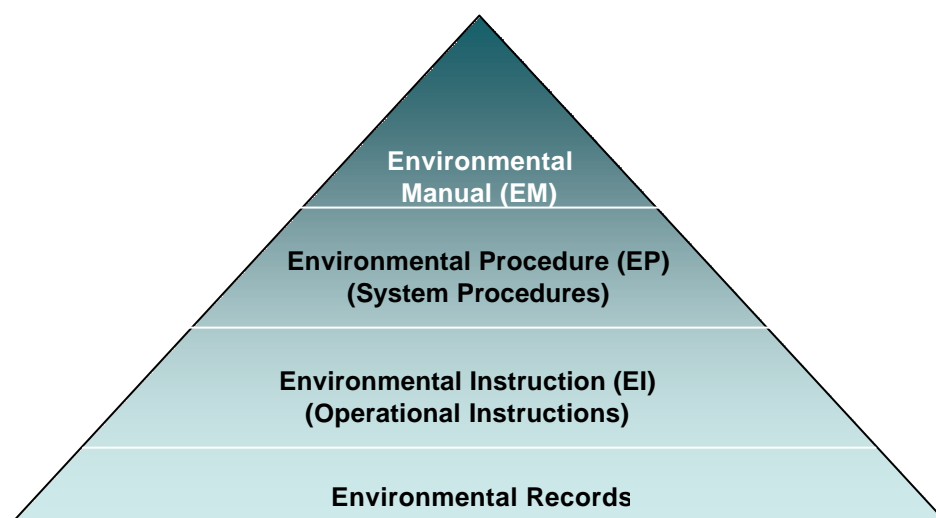 Environmental
Manual (EM)
Environmental Procedure (EP)
(System Procedures)
Environmental Instruction (EI)
(Operational Instructions)
Environmental Records